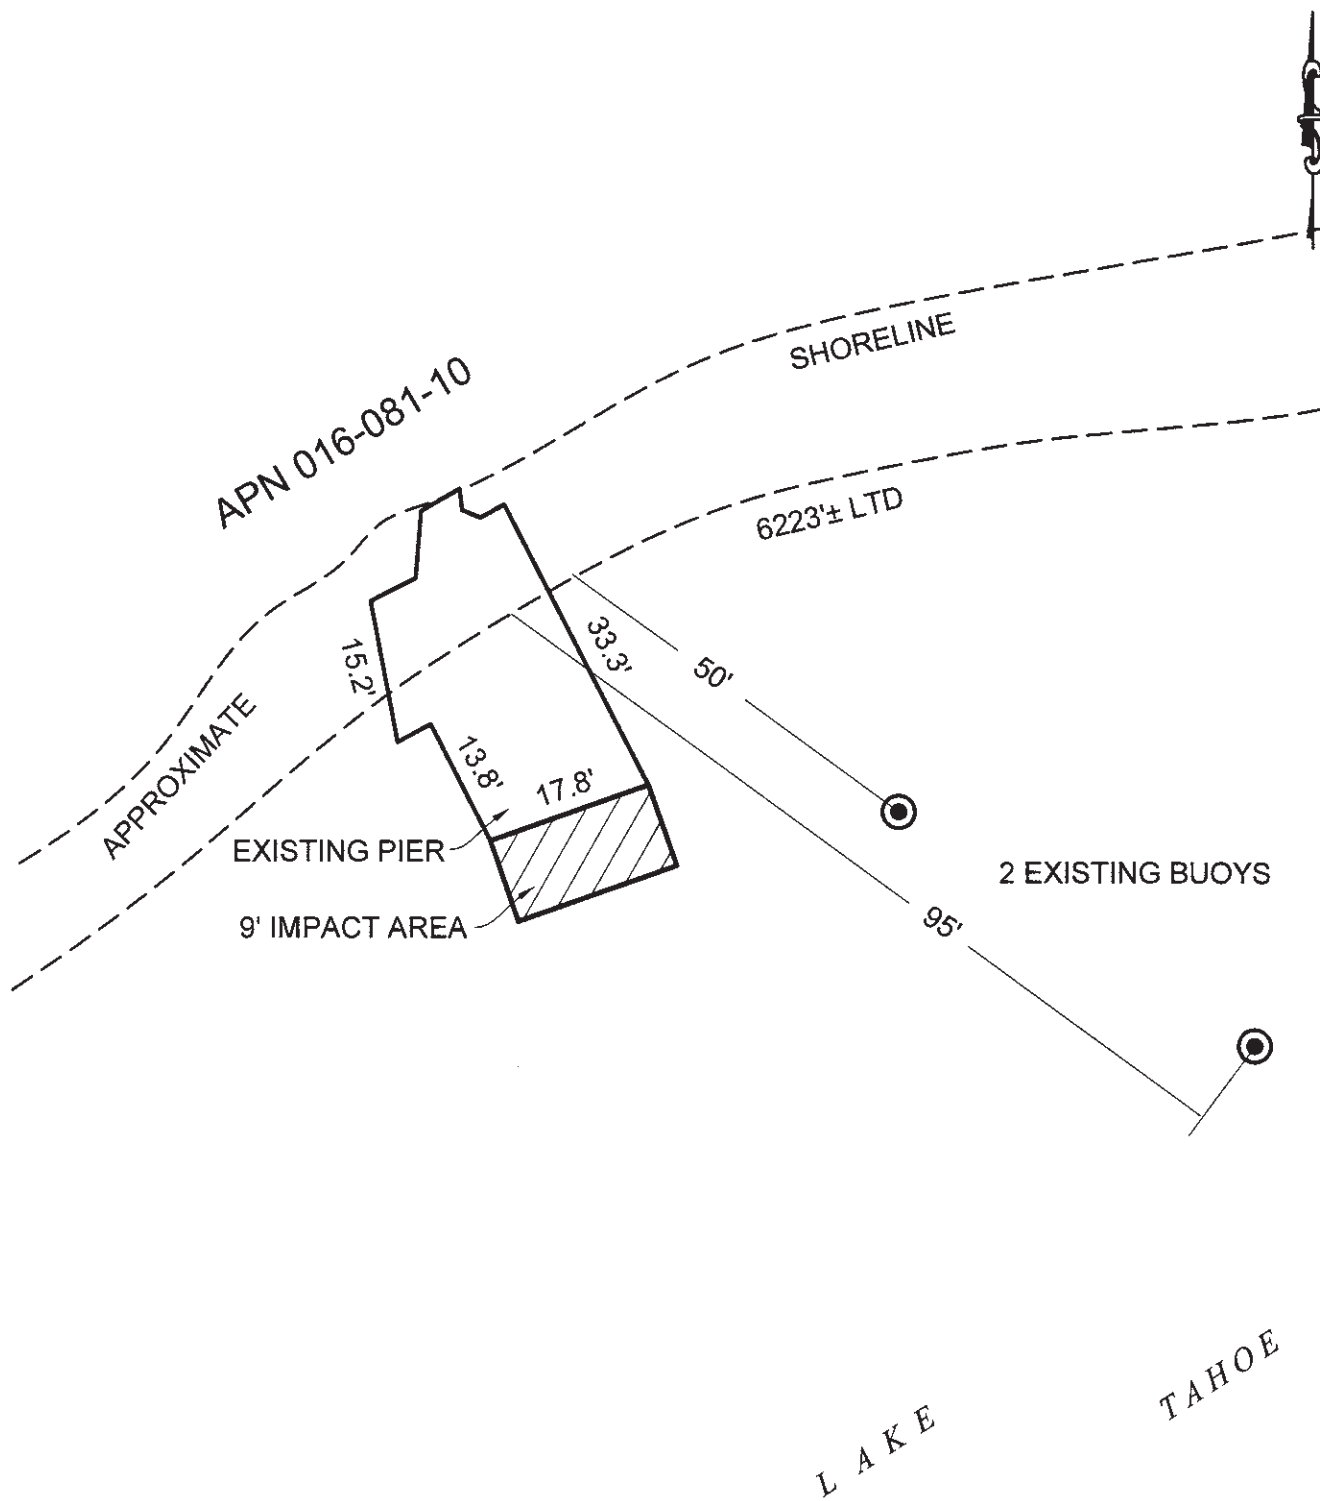 SHORELINE
APN 016-081-10
6223'± LTD
33.3'
15.2'
50'
APPROXIMATE
13.8'
17.8'
EXISTING PIER
2 EXISTING BUOYS
9' IMPACT AREA
95'
LAKE TAHOE